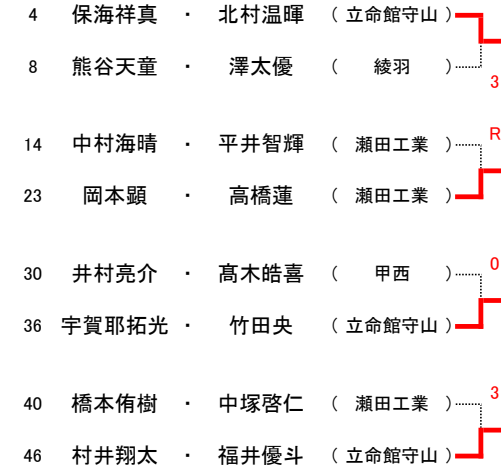 4 保海祥真 ・ 北村温暉 （ 立命館守山 ）
8 熊谷天童 ・ 澤太優 （ 綾羽 ）
3
R
14 中村海晴 ・ 平井智輝 （ 瀬田工業 ）
23 岡本顕 ・ 高橋蓮 （ 瀬田工業 ）
0
30 井村亮介 ・ 髙木皓喜 （ 甲西 ）
36 宇賀耶拓光 ・ 竹田央 （ 立命館守山 ）
3
40 橋本侑樹 ・ 中塚啓仁 （ 瀬田工業 ）
46 村井翔太 ・ 福井優斗 （ 立命館守山 ）